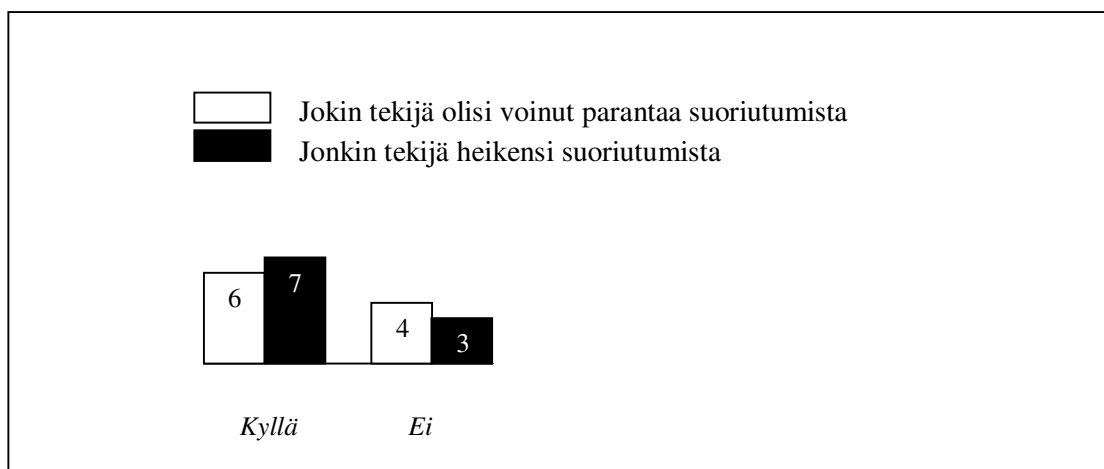 Jokin tekijä olisi voinut parantaa suoriutumista
Jonkin tekijä heikensi suoriutumista
6 7 4 3
Kyllä Ei